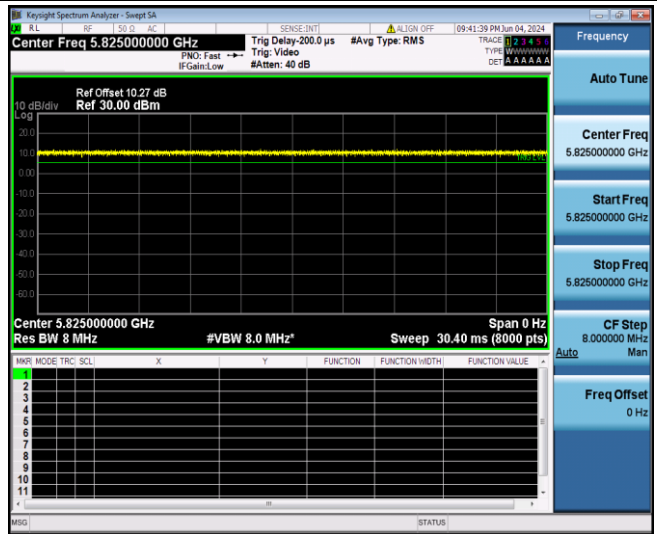 Keysight Spectrum Analyzer - Swept SA
RL RF 50 Ω AC SENSE:INT ALIGN OFF 09:41:39 PM Jun 04, 2024
Center Freq 5.825000000 GHz
PNO: Fast
IFGain:Low
Trig Delay-200.0 µs
Trig: Video
#Atten: 40 dB
#Avg Type: RMS
TRACE 1 2 3 4 5 6
TYPE WWWWWW
DET A A A A A A
Ref Offset 10.27 dB
10 dB/div Ref 30.00 dBm
Log
20.0
10.0
TRIG LVL
0.00
-10.0
-20.0
-30.0
-40.0
-50.0
-60.0
Center 5.825000000 GHz Span 0 Hz
Res BW 8 MHz #VBW 8.0 MHz* Sweep 30.40 ms (8000 pts)
MKR MODE TRC SCL X Y FUNCTION FUNCTION WIDTH FUNCTION VALUE
1
2
3
4
5
6
7
8
9
10
11
MSG STATUS
Frequency
Auto Tune
Center Freq
5.825000000 GHz
Start Freq
5.825000000 GHz
Stop Freq
5.825000000 GHz
CF Step
8.000000 MHz
Auto Man
Freq Offset
0 Hz